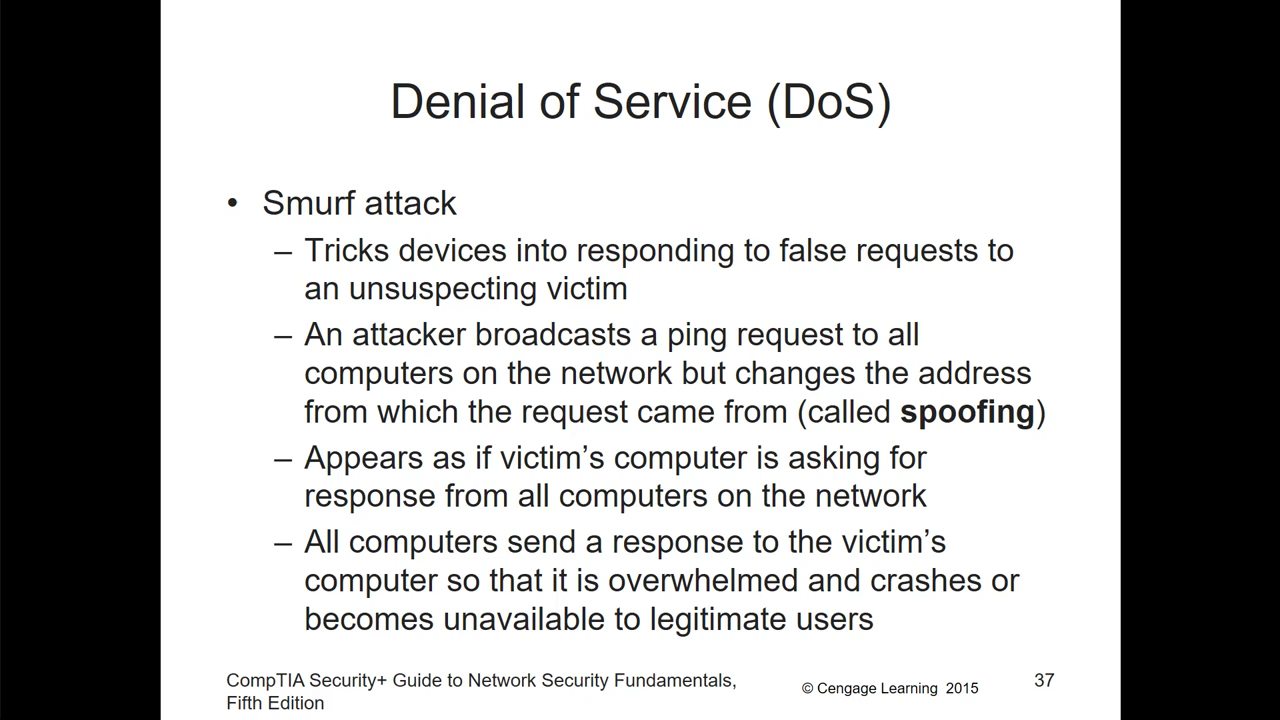 Denial of Service (DoS)
• Smurf attack
– Tricks devices into responding to false requests to
an unsuspecting victim
– An attacker broadcasts a ping request to all
computers on the network but changes the address
from which the request came from (called spoofing)
– Appears as if victim’s computer is asking for
response from all computers on the network
– All computers send a response to the victim’s
computer so that it is overwhelmed and crashes or
becomes unavailable to legitimate users
CompTIA Security+ Guide to Network Security Fundamentals,
Fifth Edition
© Cengage Learning 2015
37